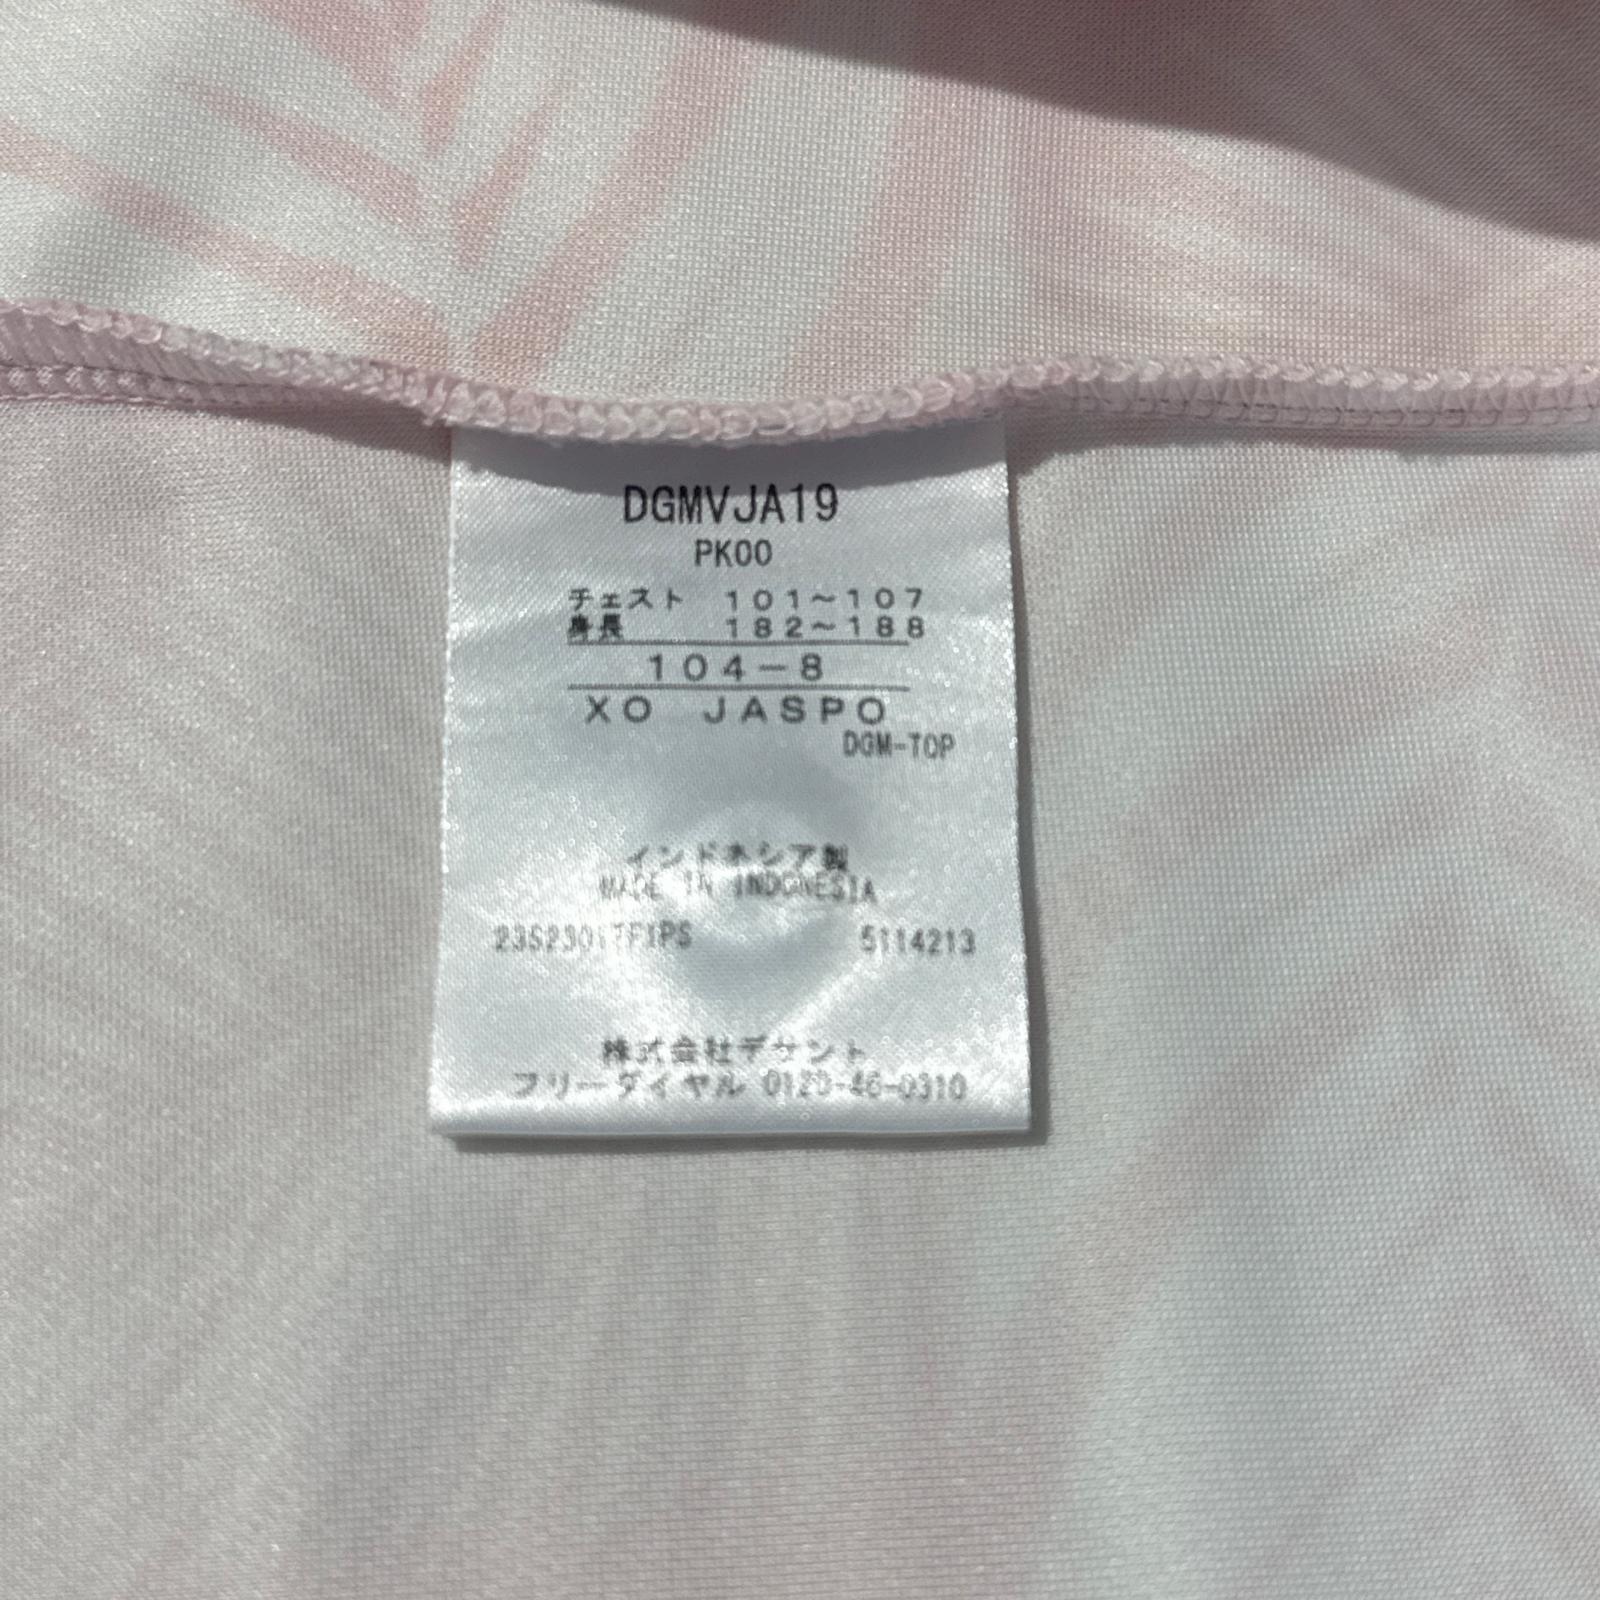 DGMVJA19
PK00
チェスト 101~107
身長 182~188
104-8
XO JASPO
DGM-TOP
インドネシア製
MADE IN INDONESIA
5114213
株式会社デサント
フリーダイヤル 0120-46-0310